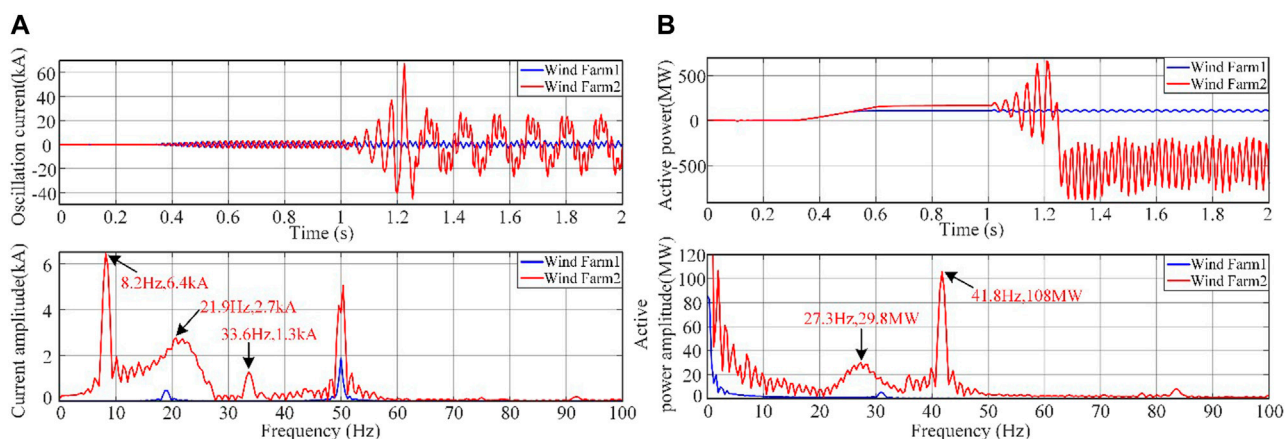 A
Oscillation current(kA)
60
40
20
0
-20
-40
Wind Farm1
Wind Farm2
0 0.2 0.4 0.6 0.8 1 1.2 1.4 1.6 1.8 2
Time (s)
Current amplitude(kA)
6
4
2
0
8.2Hz,6.4kA
21.9Hz,2.7kA
33.6Hz,1.3kA
Wind Farm1
Wind Farm2
0 10 20 30 40 50 60 70 80 90 100
Frequency (Hz)
B
Active power(MW)
500
0
-500
Wind Farm1
Wind Farm2
0 0.2 0.4 0.6 0.8 1 1.2 1.4 1.6 1.8 2
Time (s)
Active
power amplitude(MW)
120
100
80
60
40
20
0
27.3Hz,29.8MW
41.8Hz,108MW
Wind Farm1
Wind Farm2
0 10 20 30 40 50 60 70 80 90 100
Frequency (Hz)